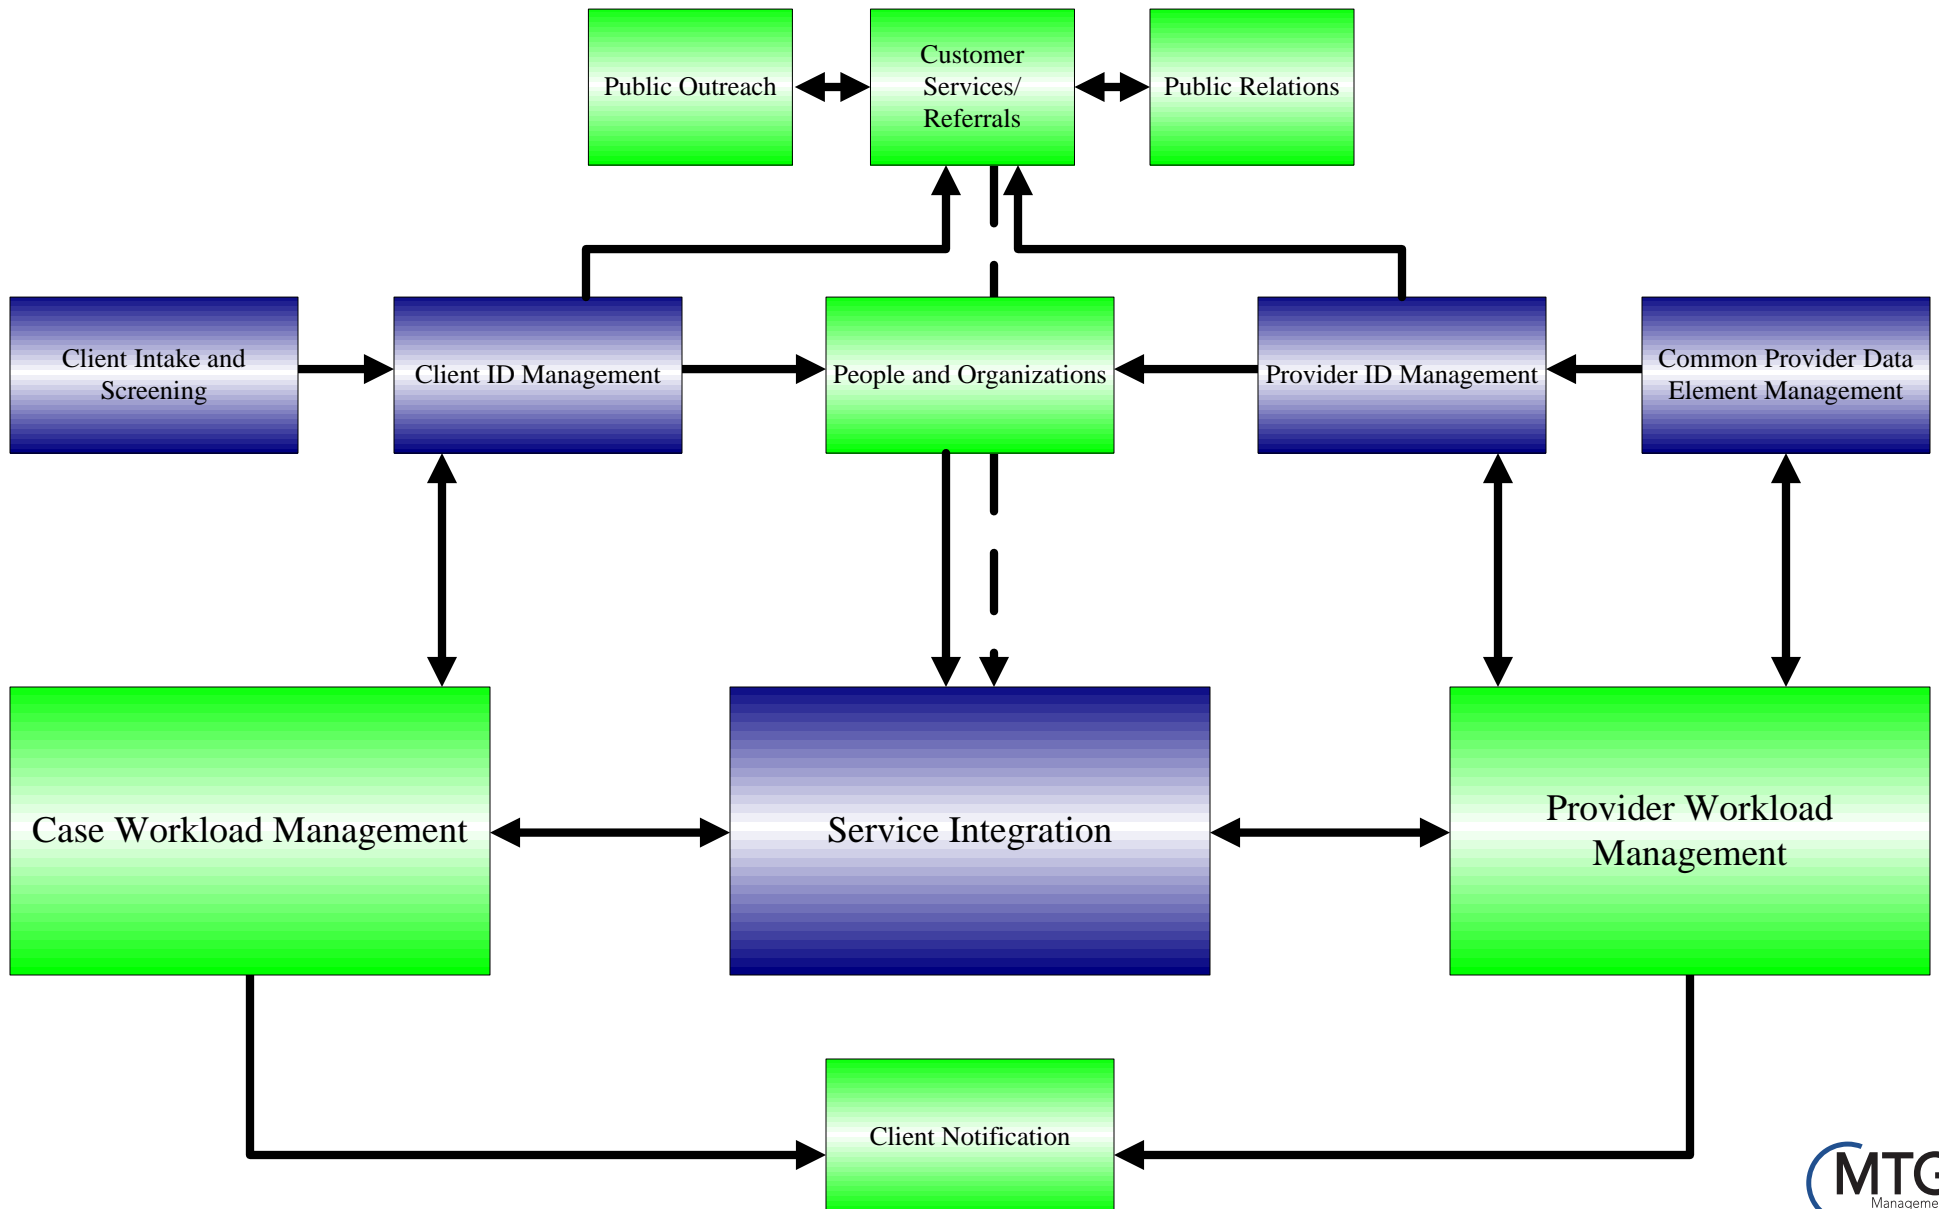 Public Outreach
Customer
Services/
Referrals
Public Relations
Client Intake and
Screening
Client ID Management
People and Organizations
Provider ID Management
Common Provider Data
Element Management
Case Workload Management
Service Integration
Provider Workload
Management
Client Notification
MTG